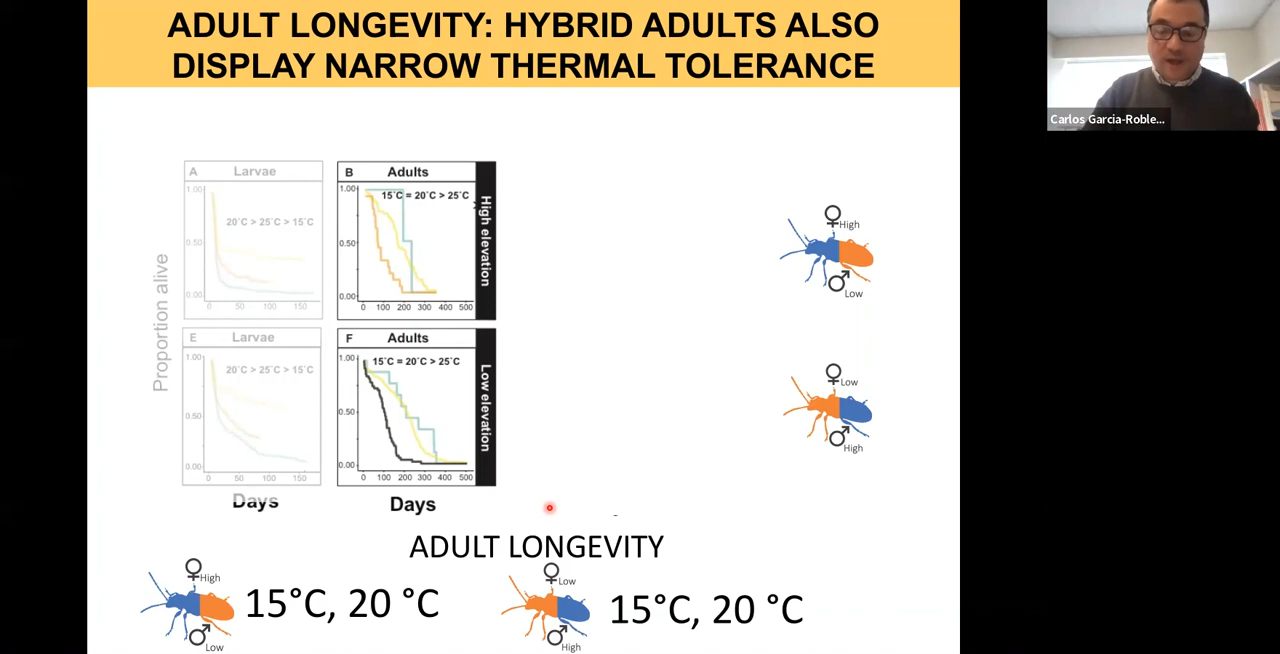 ADULT LONGEVITY: HYBRID ADULTS ALSO
DISPLAY NARROW THERMAL TOLERANCE
Carlos Garcia-Roble...
Proportion alive
A Larvae
1.00
0.50
0.00
20°C > 25°C > 15°C
0 50 100 150
B Adults
1.00
0.50
0.00
15°C = 20°C > 25°C
0 100 200 300 400 500
High elevation
♀High
♂Low
E Larvae
1.00
0.50
0.00
20°C > 25°C > 15°C
0 50 100 150
Days
F Adults
1.00
0.50
0.00
15°C = 20°C > 25°C
0 100 200 300 400 500
Days
Low elevation
♀Low
♂High
ADULT LONGEVITY
♀High
♂Low
15°C, 20 °C
♀Low
♂High
15°C, 20 °C